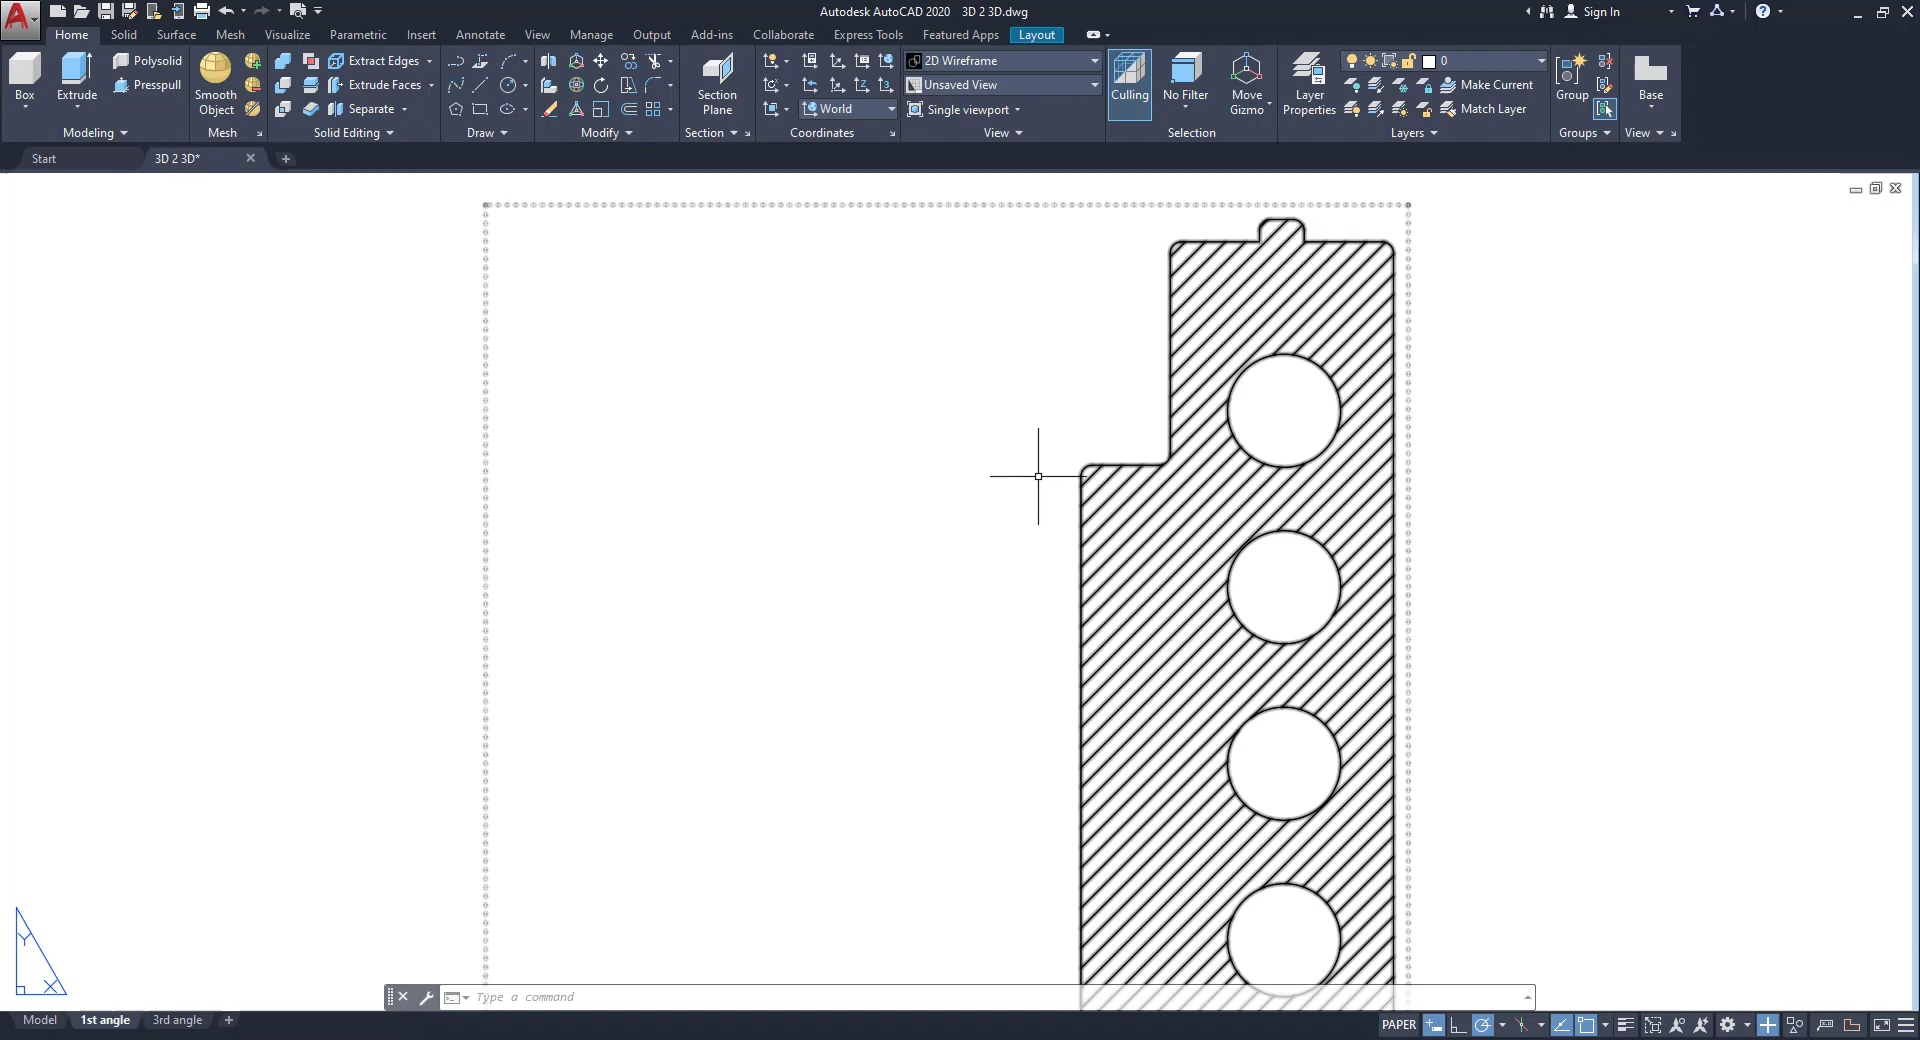 Autodesk AutoCAD 2020 3D 2 3D.dwg Sign In
Home Solid Surface Mesh Visualize Parametric Insert Annotate View Manage Output Add-ins Collaborate Express Tools Featured Apps Layout
Box
Extrude
Polysolid
Presspull
Modeling
Smooth
Object
Mesh
Extract Edges
Extrude Faces
Separate
Solid Editing
Draw
Modify
Section
Plane
Section
World
Coordinates
2D Wireframe
Unsaved View
Single viewport
View
Culling
No Filter
Move
Gizmo
Selection
Layer
Properties
0
Make Current
Match Layer
Layers
Group
Groups
Base
View
Start 3D 2 3D*
Y
X
Type a command
Model 1st angle 3rd angle PAPER